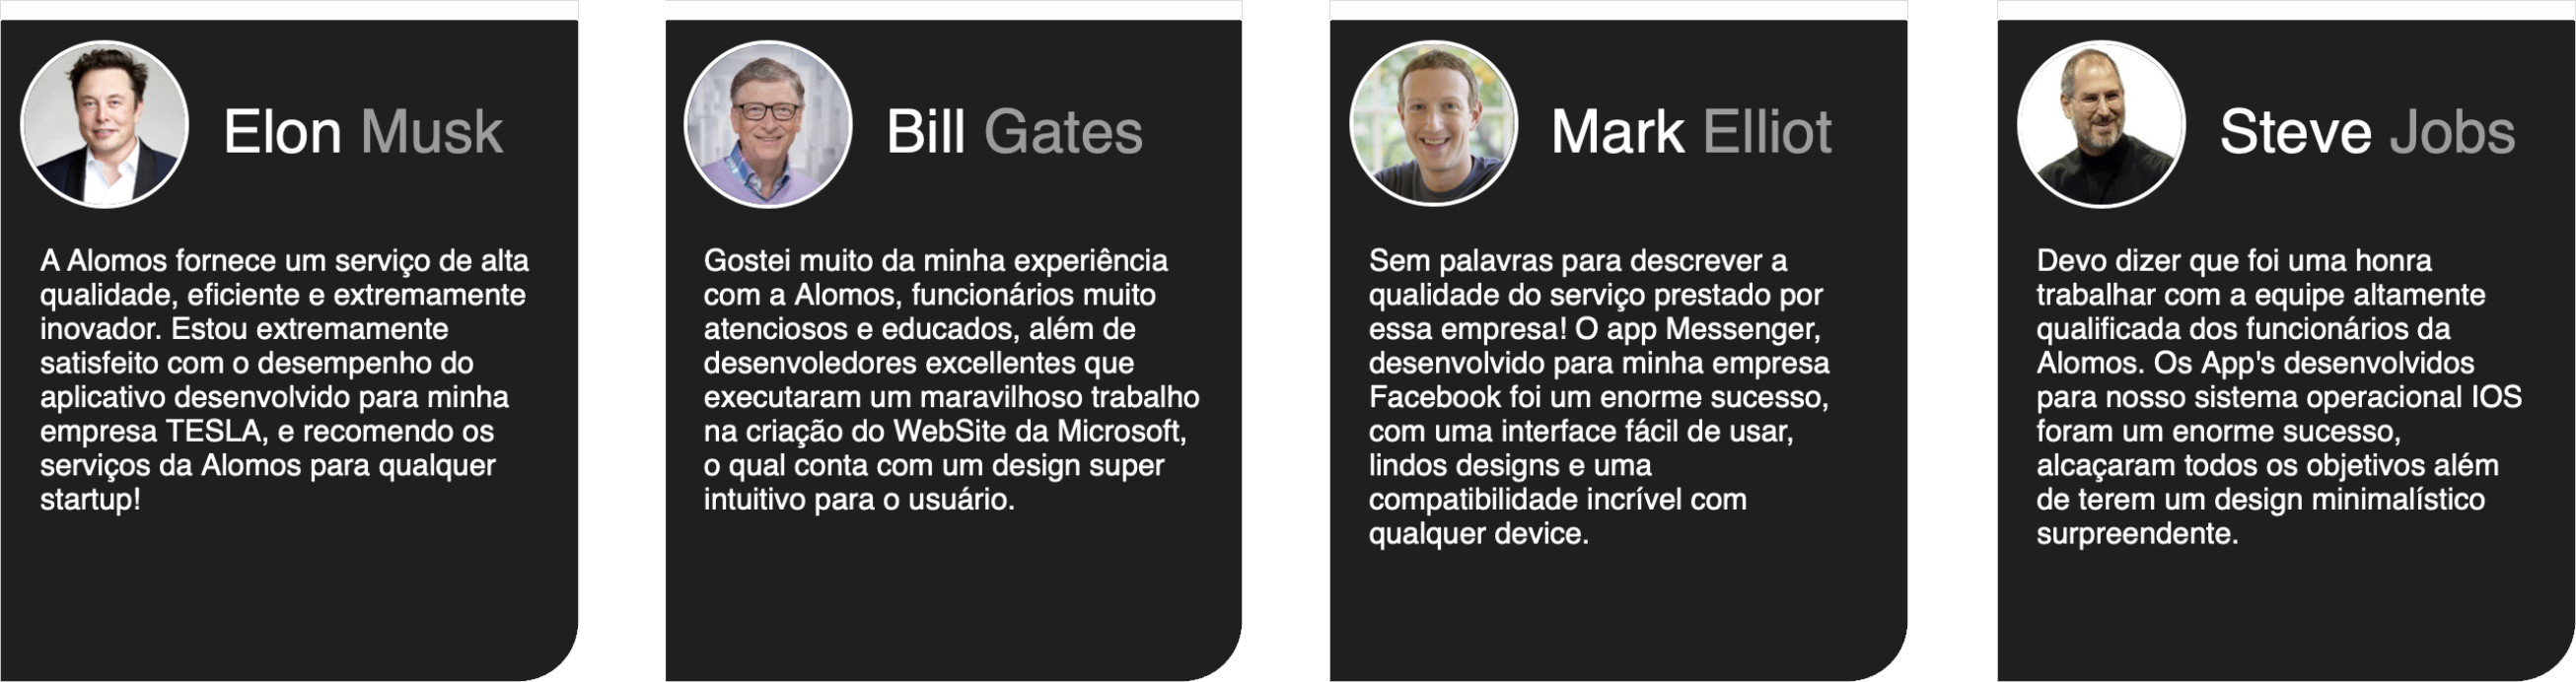 Elon Musk
A Alomos fornece um serviço de alta
qualidade, eficiente e extremamente
inovador. Estou extremamente
satisfeito com o desempenho do
aplicativo desenvolvido para minha
empresa TESLA, e recomendo os
serviços da Alomos para qualquer
startup!
Bill Gates
Gostei muito da minha experiência
com a Alomos, funcionários muito
atenciosos e educados, além de
desenvoledores excellentes que
executaram um maravilhoso trabalho
na criação do WebSite da Microsoft,
o qual conta com um design super
intuitivo para o usuário.
Mark Elliot
Sem palavras para descrever a
qualidade do serviço prestado por
essa empresa! O app Messenger,
desenvolvido para minha empresa
Facebook foi um enorme sucesso,
com uma interface fácil de usar,
lindos designs e uma
compatibilidade incrível com
qualquer device.
Steve Jobs
Devo dizer que foi uma honra
trabalhar com a equipe altamente
qualificada dos funcionários da
Alomos. Os App's desenvolvidos
para nosso sistema operacional IOS
foram um enorme sucesso,
alcaçaram todos os objetivos além
de terem um design minimalístico
surpreendente.